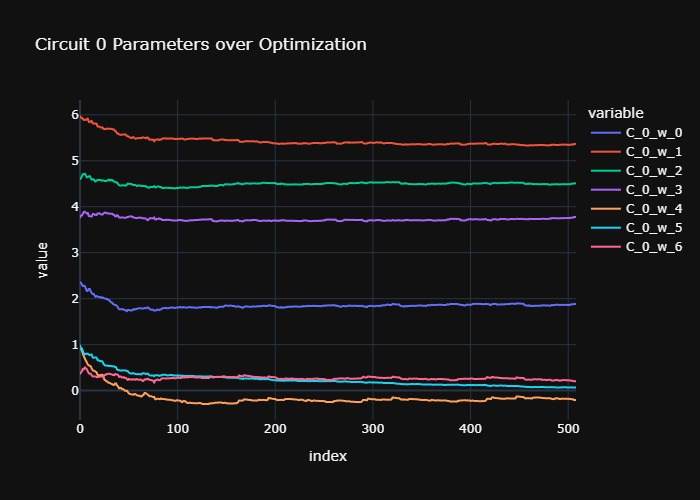 Circuit 0 Parameters over Optimization
variable
C_0_w_0
C_0_w_1
C_0_w_2
C_0_w_3
C_0_w_4
C_0_w_5
C_0_w_6
value
6
5
4
3
2
1
0
0 100 200 300 400 500
index